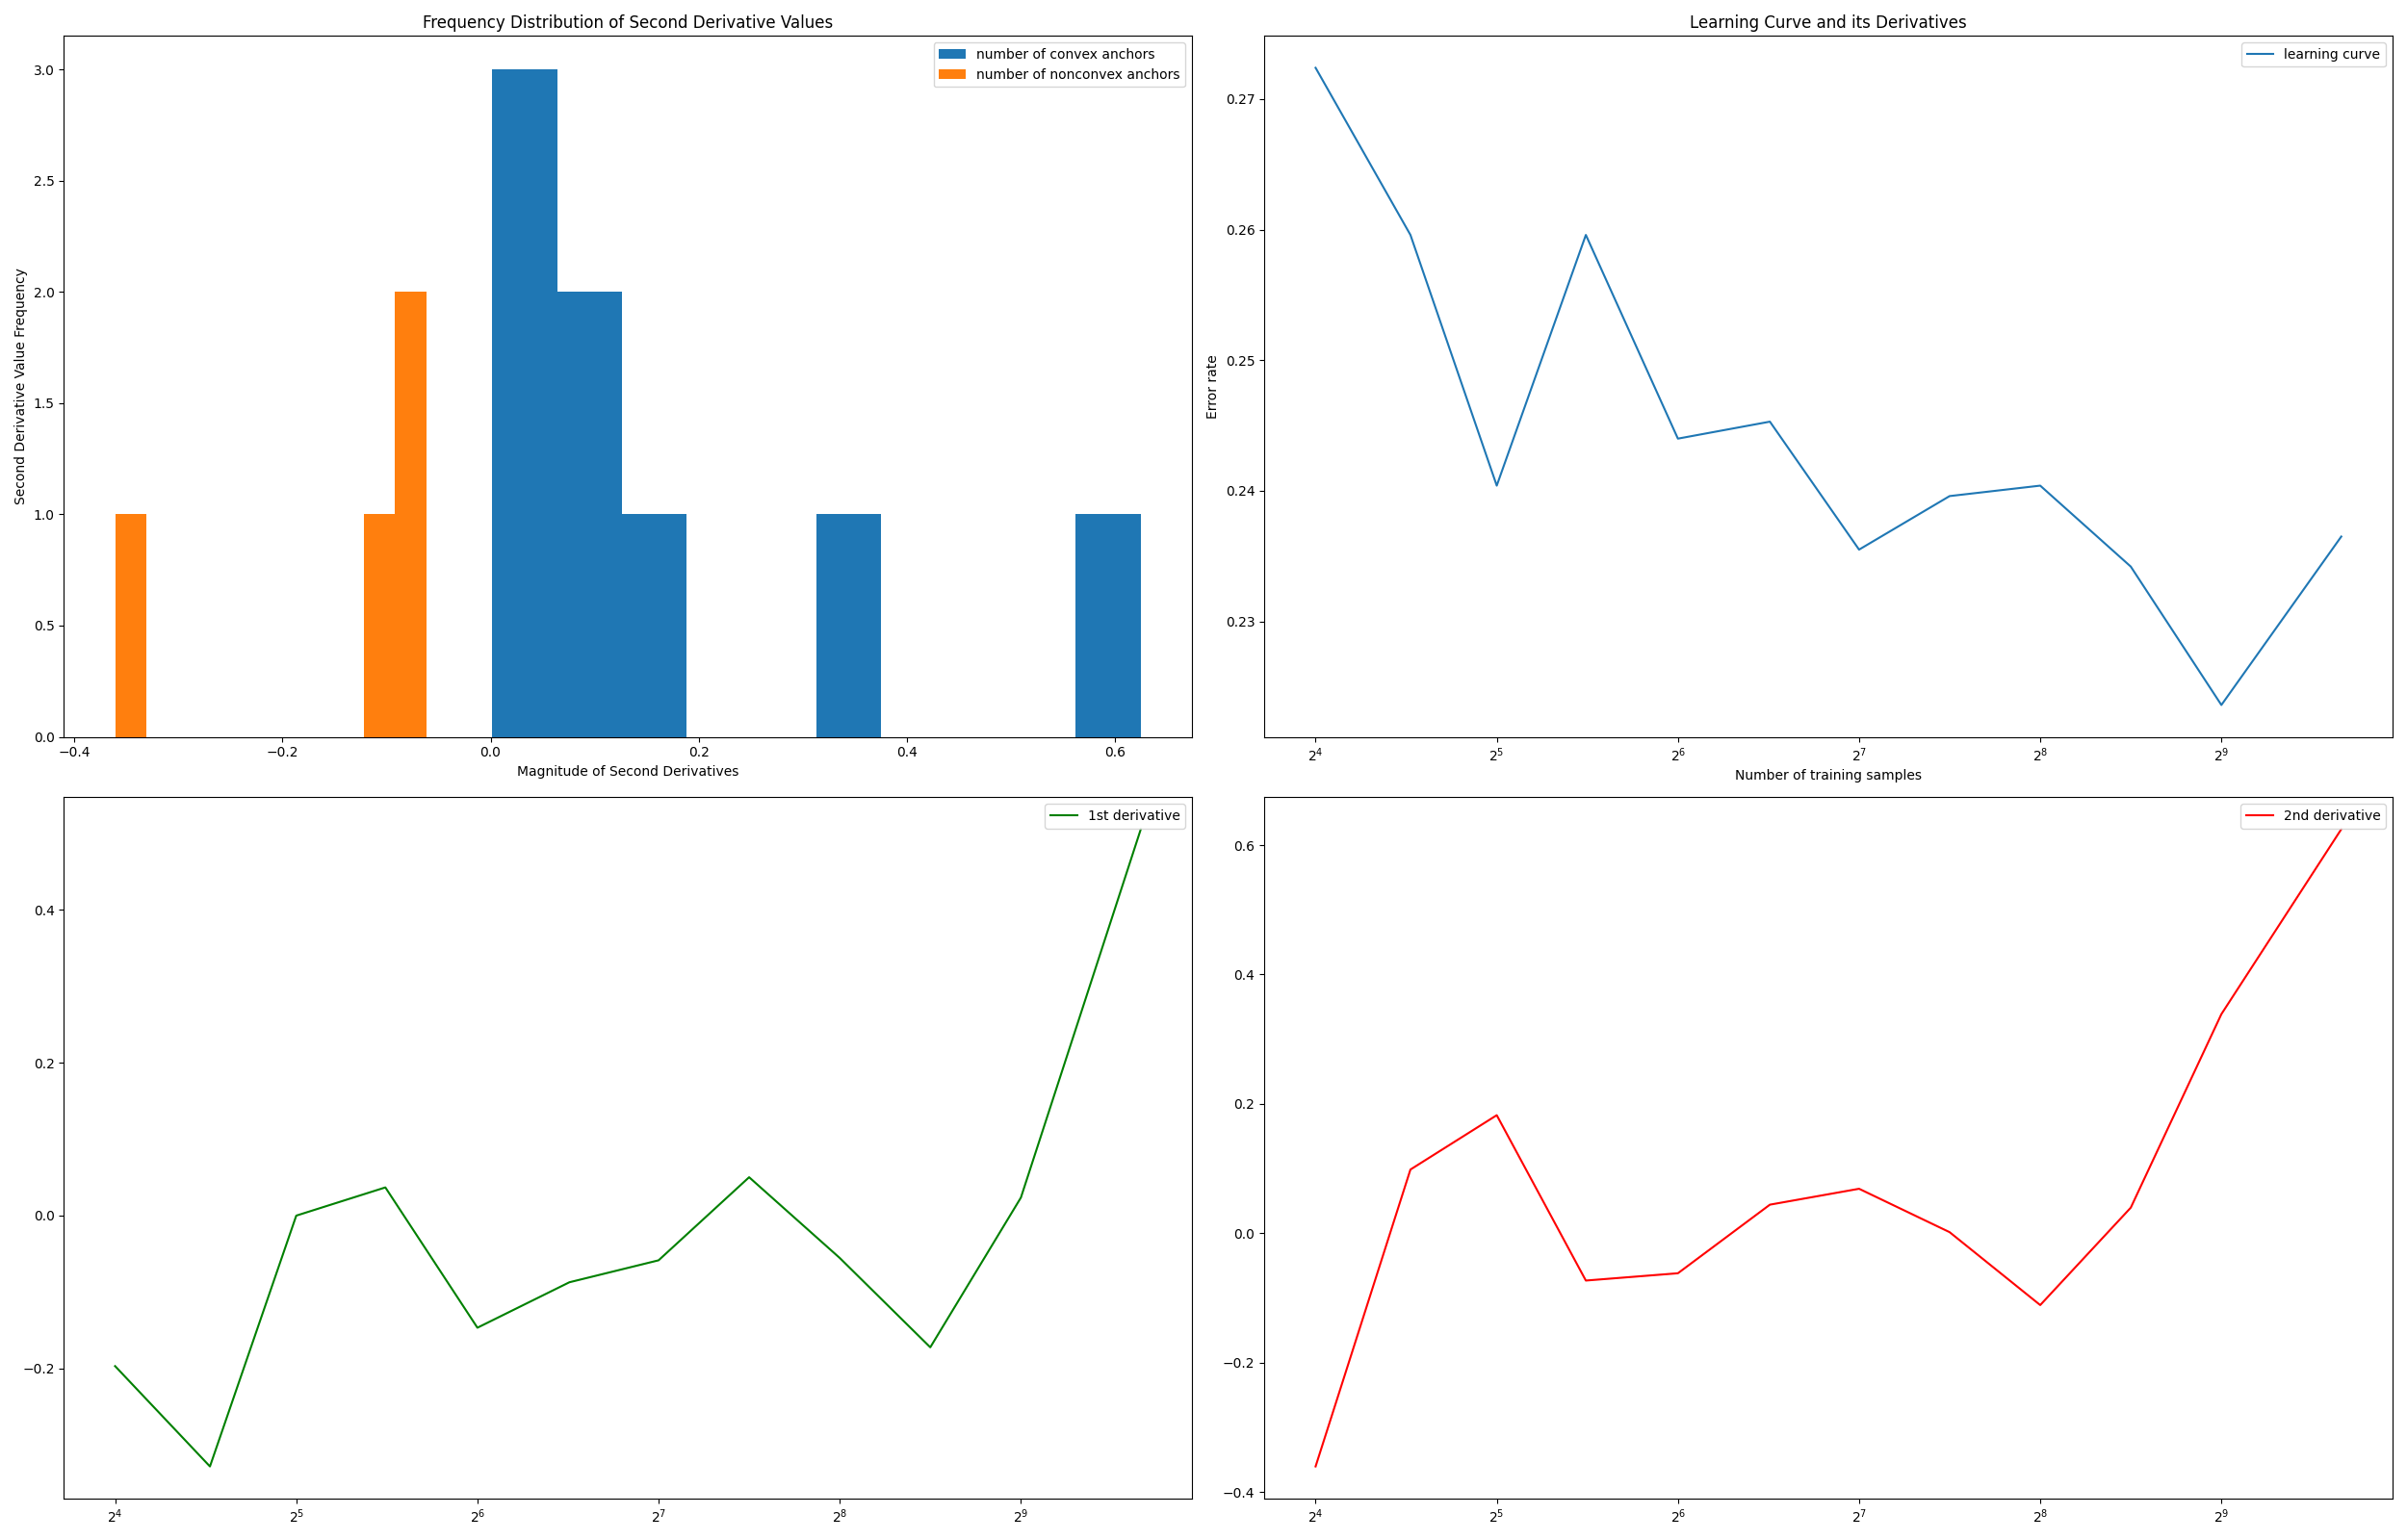 Frequency Distribution of Second Derivative Values
number of convex anchors
number of nonconvex anchors
Second Derivative Value Frequency
3.0
2.5
2.0
1.5
1.0
0.5
0.0
−0.4 −0.2 0.0 0.2 0.4 0.6
Magnitude of Second Derivatives
Learning Curve and its Derivatives
learning curve
Error rate
0.27
0.26
0.25
0.24
0.23
2⁴ 2⁵ 2⁶ 2⁷ 2⁸ 2⁹
Number of training samples
1st derivative
0.4
0.2
0.0
−0.2
2⁴ 2⁵ 2⁶ 2⁷ 2⁸ 2⁹
2nd derivative
0.6
0.4
0.2
0.0
−0.2
−0.4
2⁴ 2⁵ 2⁶ 2⁷ 2⁸ 2⁹